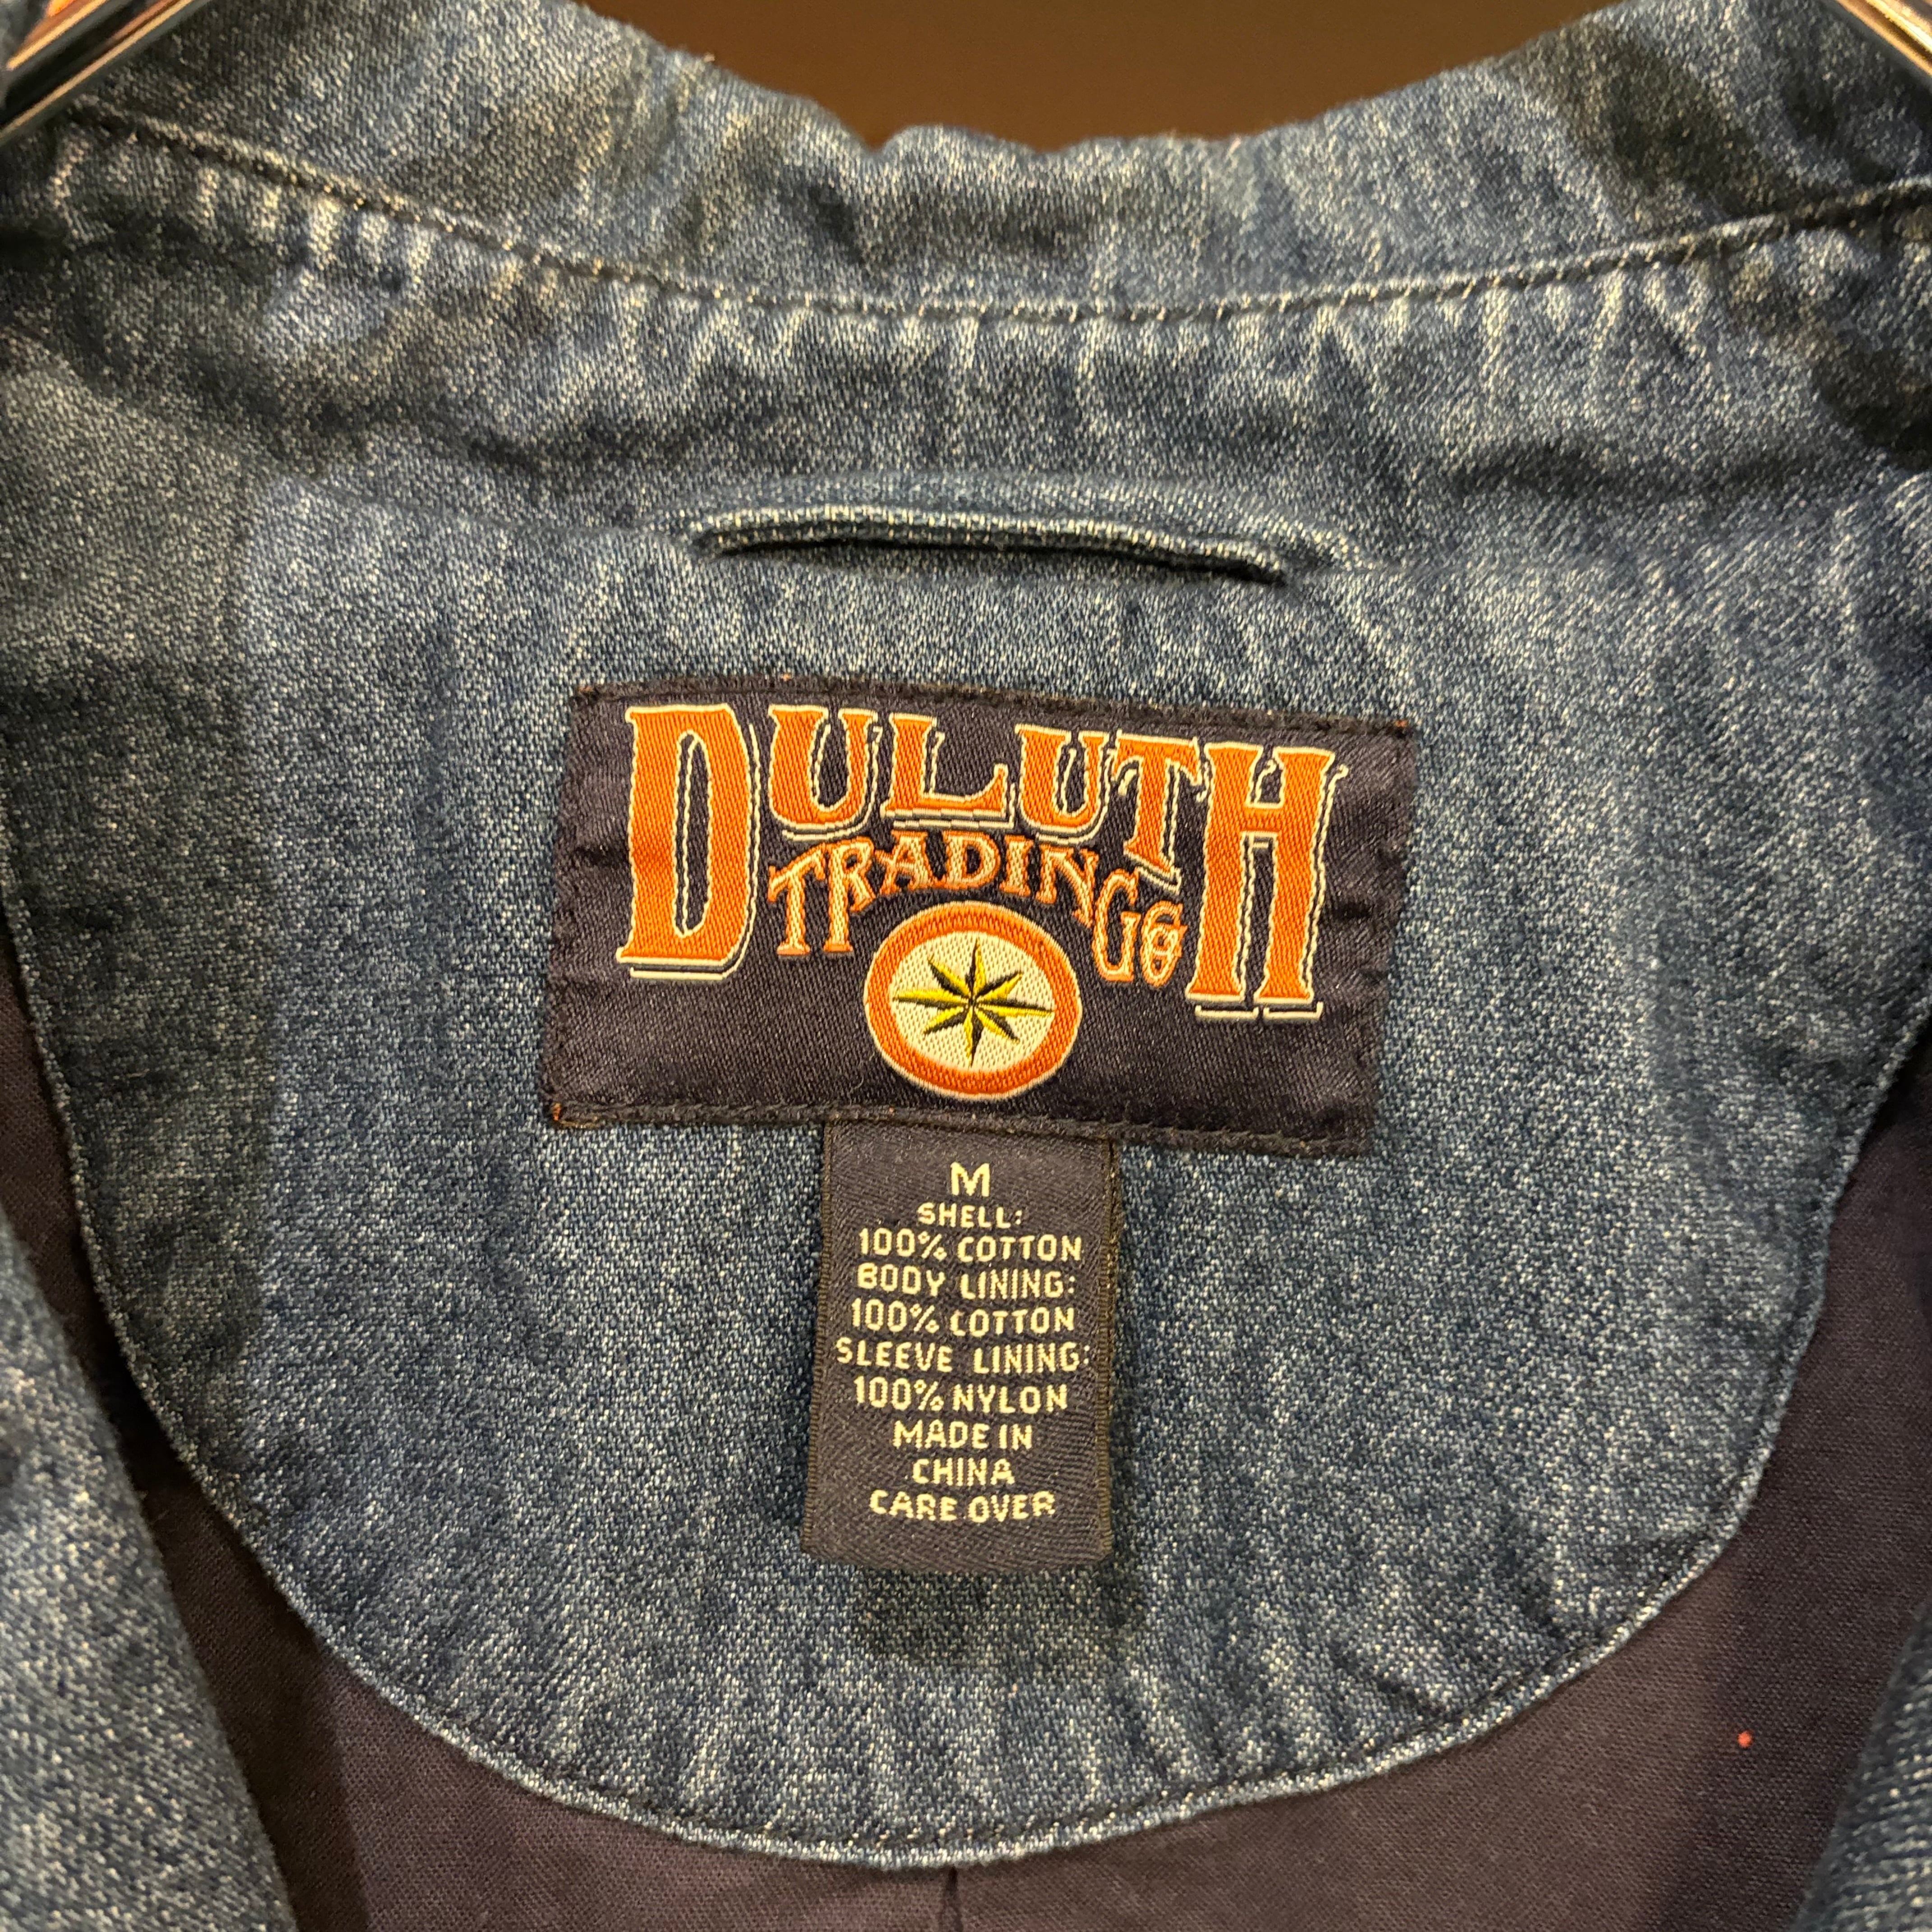 DULUTH
TRADING Co
M
SHELL:
100% COTTON
BODY LINING:
100% COTTON
SLEEVE LINING:
100% NYLON
MADE IN
CHINA
CARE OVER